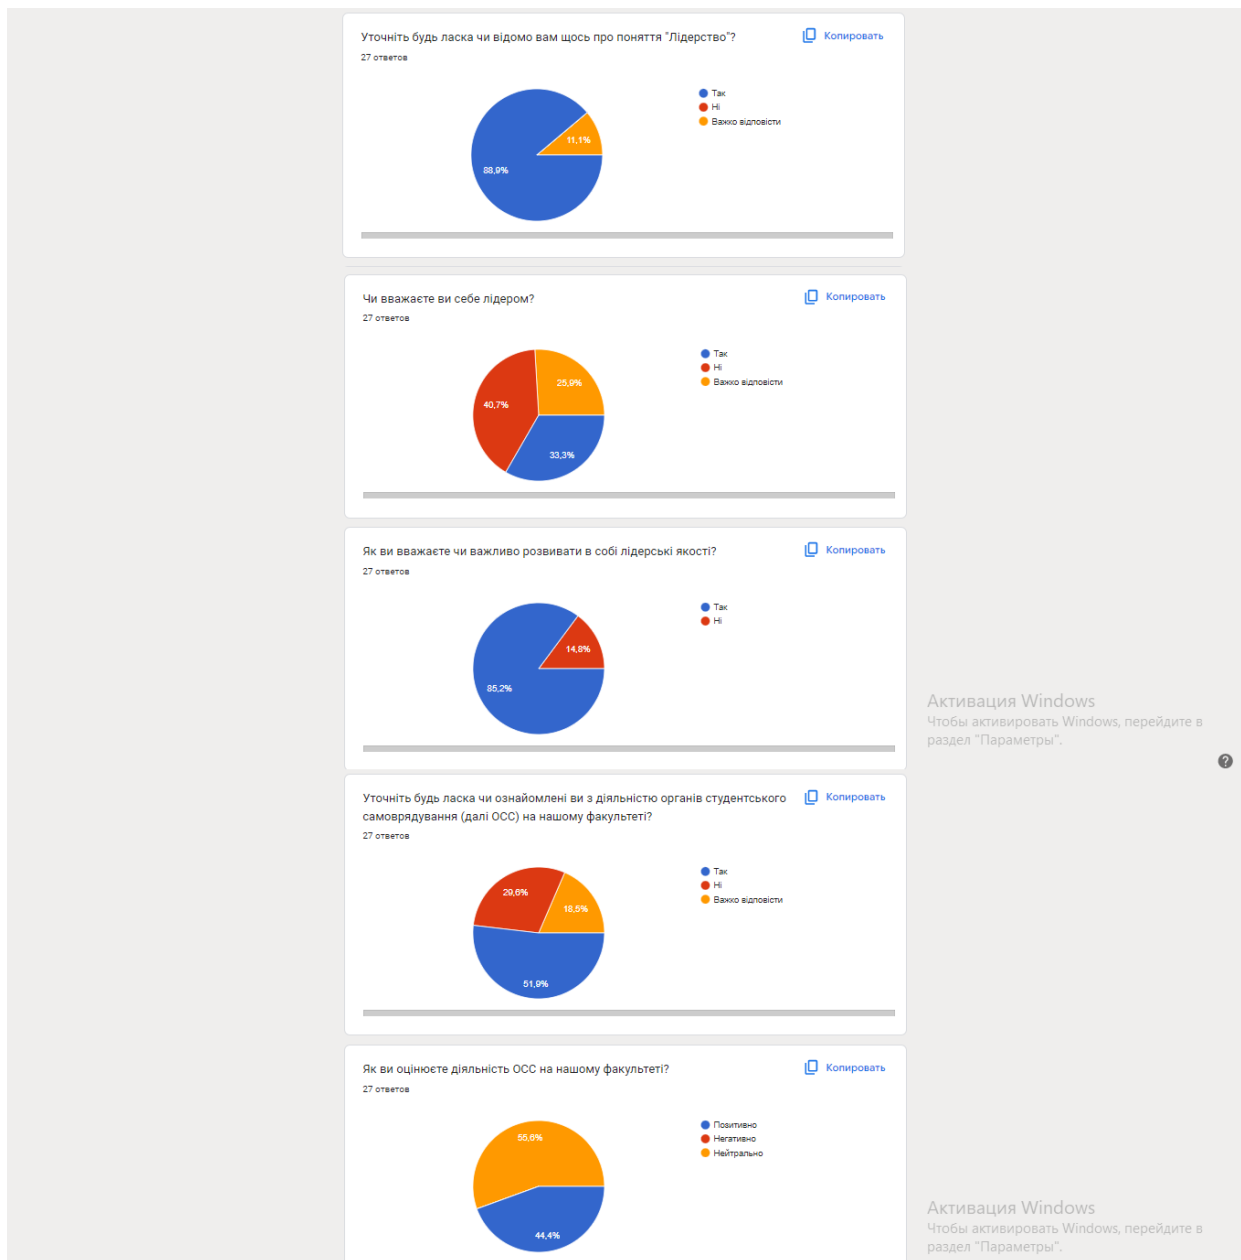 Уточніть будь ласка чи відомо вам щось про поняття "Лідерство"?
Копировать
27 ответов
Так
Ні
Важко відповісти
11,1%
88,9%
Чи вважаєте ви себе лідером?
Копировать
27 ответов
Так
Ні
Важко відповісти
25,9%
40,7%
33,3%
Як ви вважаєте чи важливо розвивати в собі лідерські якості?
Копировать
27 ответов
Так
Ні
14,8%
85,2%
Активация Windows
Чтобы активировать Windows, перейдите в
раздел "Параметры".
?
Уточніть будь ласка чи ознайомлені ви з діяльністю органів студентського
самоврядування (далі ОСС) на нашому факультеті?
Копировать
27 ответов
Так
Ні
Важко відповісти
29,6%
18,5%
51,9%
Як ви оцінюєте діяльність ОСС на нашому факультеті?
Копировать
27 ответов
Позитивно
Негативно
Нейтрально
55,6%
44,4%
Активация Windows
Чтобы активировать Windows, перейдите в
раздел "Параметры".